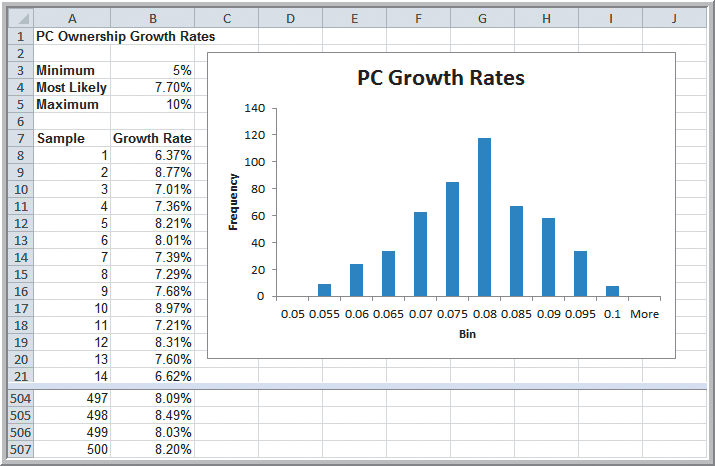 A B C D E F G H I J
1 PC Ownership Growth Rates
2
3 Minimum 5%
4 Most Likely 7.70%
5 Maximum 10%
6
7 Sample Growth Rate
8 1 6.37%
9 2 8.77%
10 3 7.01%
11 4 7.36%
12 5 8.21%
13 6 8.01%
14 7 7.39%
15 8 7.29%
16 9 7.68%
17 10 8.97%
18 11 7.21%
19 12 8.31%
20 13 7.60%
21 14 6.62%
504 497 8.09%
505 498 8.49%
506 499 8.03%
507 500 8.20%
PC Growth Rates
Frequency
140
120
100
80
60
40
20
0
0.05 0.055 0.06 0.065 0.07 0.075 0.08 0.085 0.09 0.095 0.1 More
Bin